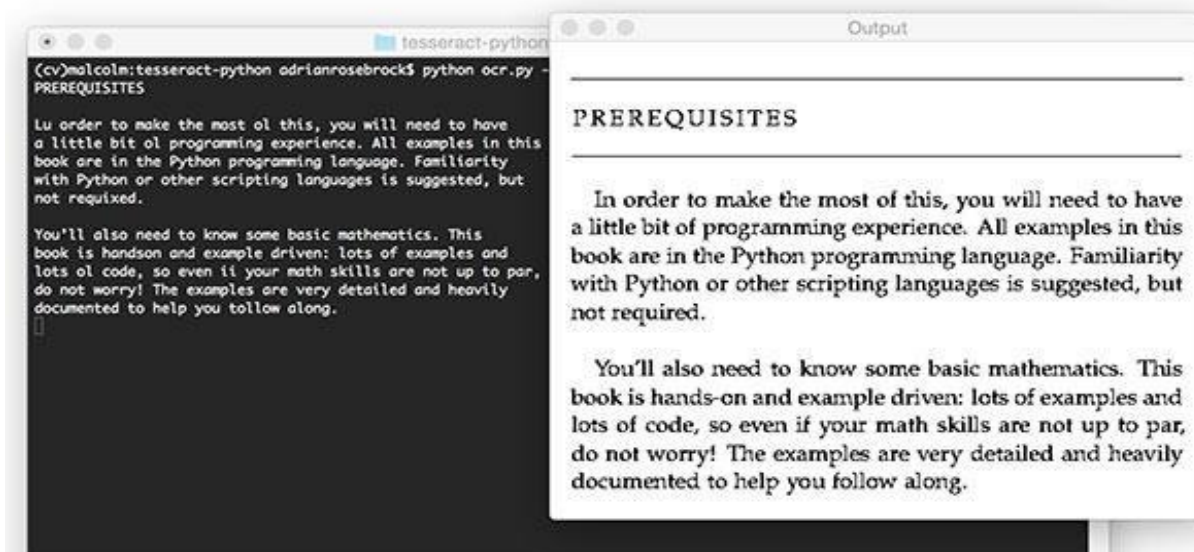 tesseract-python
(cv)malcolm:tesseract-python adrianrosebrock$ python ocr.py -
PREREQUISITES
Lu order to make the most ol this, you will need to have
a little bit ol programming experience. All examples in this
book are in the Python programming language. Familiarity
with Python or other scripting languages is suggested, but
not requixed.
You'll also need to know some basic mathematics. This
book is handson and example driven: lots of examples and
lots ol code, so even ii your math skills are not up to par,
do not worry! The examples are very detailed and heavily
documented to help you tollow along.
Output
PREREQUISITES
In order to make the most of this, you will need to have
a little bit of programming experience. All examples in this
book are in the Python programming language. Familiarity
with Python or other scripting languages is suggested, but
not required.
You'll also need to know some basic mathematics. This
book is hands-on and example driven: lots of examples and
lots of code, so even if your math skills are not up to par,
do not worry! The examples are very detailed and heavily
documented to help you follow along.